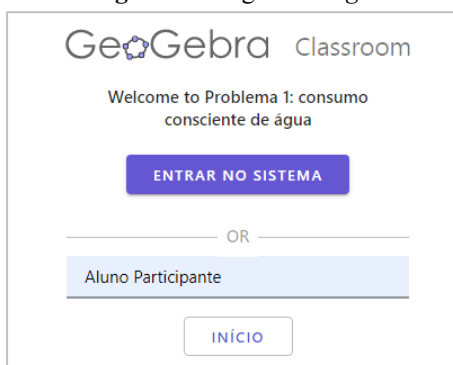 GeoGebra Classroom
Welcome to Problema 1: consumo
consciente de água
ENTRAR NO SISTEMA
OR
Aluno Participante
INÍCIO